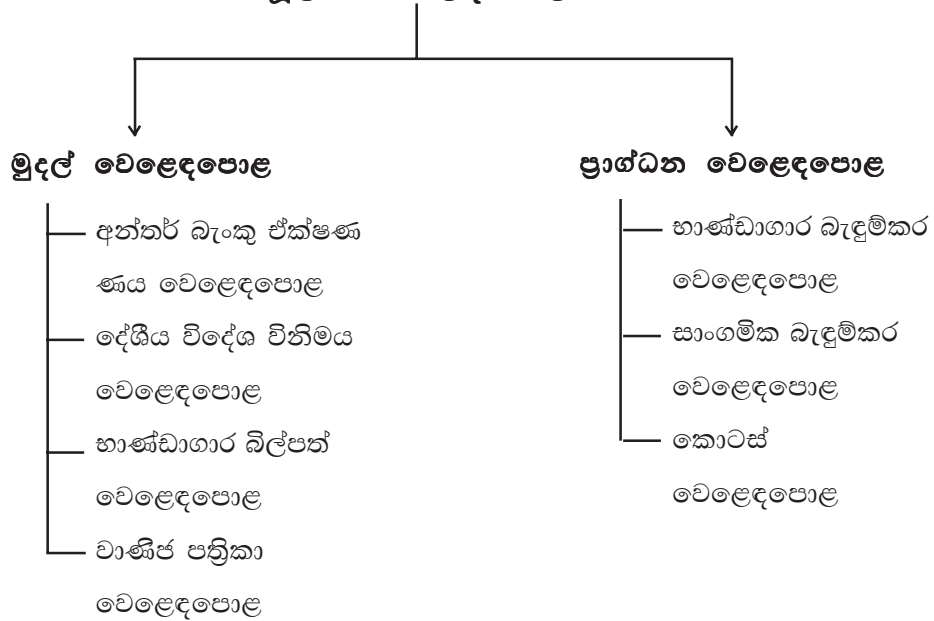 මුදල් වෙළෙඳපොළ
අන්තර් බැංකු ඒක්ෂණ
ණය වෙළෙඳපොළ
දේශීය විදේශ විනිමය
වෙළෙඳපොළ
භාණ්ඩාගාර බිල්පත්
වෙළෙඳපොළ
වාණිජ පත්‍රිකා
වෙළෙඳපොළ
ප්‍රාග්ධන වෙළෙඳපොළ
භාණ්ඩාගාර බැඳුම්කර
වෙළෙඳපොළ
සාංගමික බැඳුම්කර
වෙළෙඳපොළ
කොටස්
වෙළෙඳපොළ